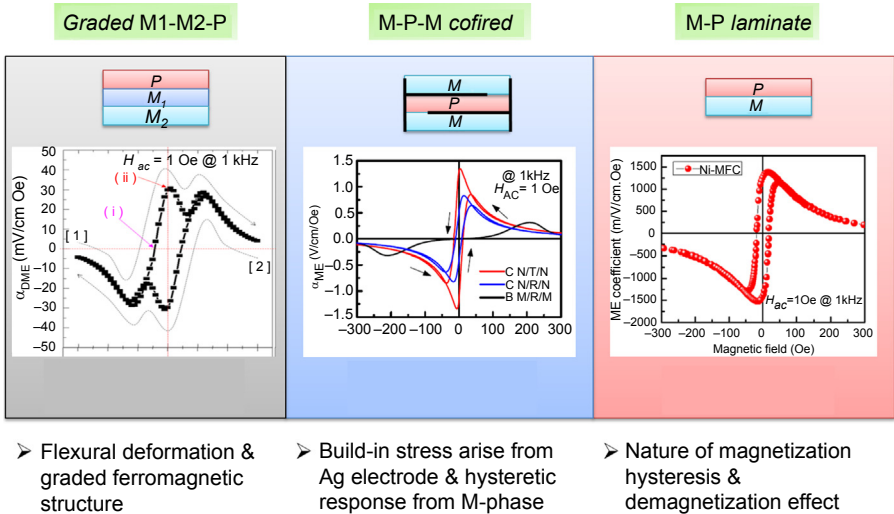 Graded M1-M2-P
M-P-M cofired
M-P laminate
P
M1
M2
M
P
M
P
M
50
40
30
20
10
0
−10
−20
−30
−40
−50
αDME (mV/cm Oe)
H ac = 1 Oe @ 1 kHz
( ii )
( i )
[ 1 ]
[ 2 ]
1.5
1.0
0.5
0.0
−0.5
−1.0
−1.5
αME (V/cm/Oe)
@ 1kHz
HAC = 1 Oe
C N/T/N
C N/R/N
B M/R/M
−300 −200 −100 0 100 200 300
1500
1000
500
0
−500
−1000
−1500
−2000
ME coefficient (m/V/cm.Oe)
Ni-MFC
Hac=1Oe @ 1kHz
−300 −200 −100 0 100 200 300
Magnetic field (Oe)
➢ Flexural deformation &
graded ferromagnetic
structure
➢ Build-in stress arise from
Ag electrode & hysteretic
response from M-phase
➢ Nature of magnetization
hysteresis &
demagnetization effect